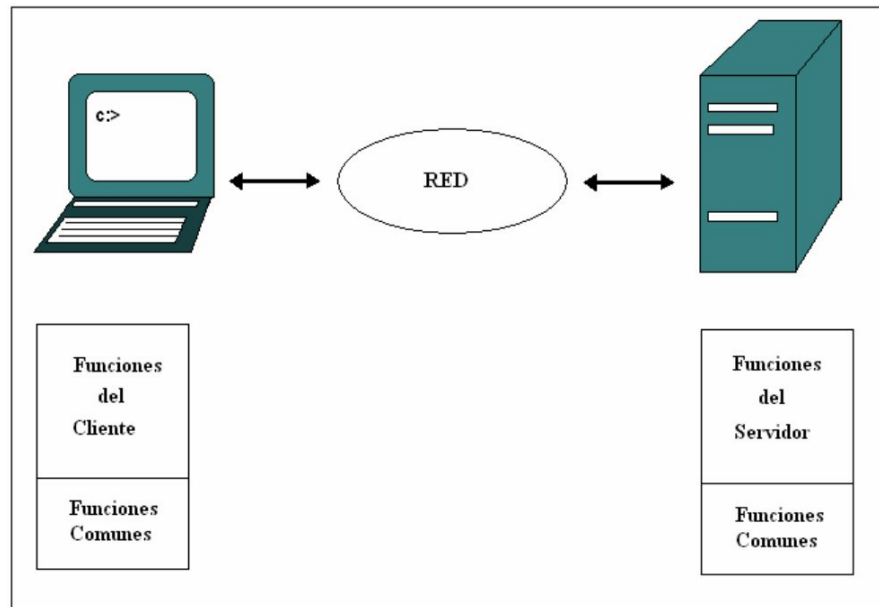 c:>
RED
Funciones
del
Cliente
Funciones
Comunes
Funciones
del
Servidor
Funciones
Comunes